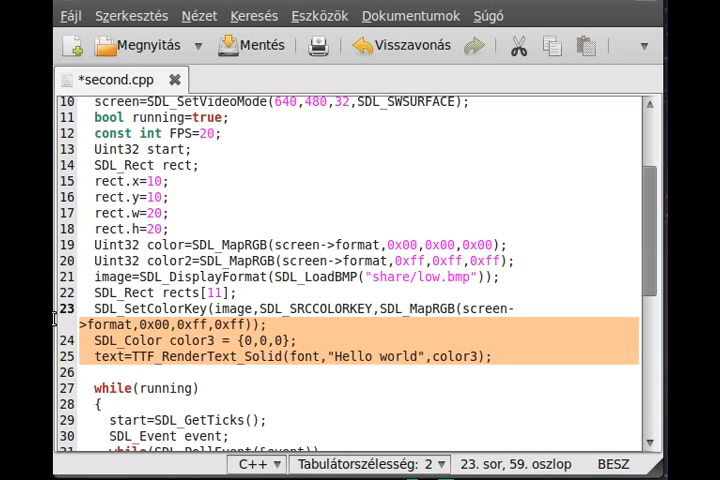 Fájl Szerkesztés Nézet Keresés Eszközök Dokumentumok Súgó
Megnyitás Mentés Visszavonás
*second.cpp
10 screen=SDL_SetVideoMode(640,480,32,SDL_SWSURFACE);
11 bool running=true;
12 const int FPS=20;
13 Uint32 start;
14 SDL_Rect rect;
15 rect.x=10;
16 rect.y=10;
17 rect.w=20;
18 rect.h=20;
19 Uint32 color=SDL_MapRGB(screen->format,0x00,0x00,0x00);
20 Uint32 color2=SDL_MapRGB(screen->format,0xff,0xff,0xff);
21 image=SDL_DisplayFormat(SDL_LoadBMP("share/low.bmp"));
22 SDL_Rect rects[11];
23 SDL_SetColorKey(image,SDL_SRCCOLORKEY,SDL_MapRGB(screen-
>format,0x00,0xff,0xff));
24 SDL_Color color3 = {0,0,0};
25 text=TTF_RenderText_Solid(font,"Hello world",color3);
26
27 while(running)
28 {
29 start=SDL_GetTicks();
30 SDL_Event event;
31 while(SDL_PollEvent(&event))
C++ Tabulátorszélesség: 2 23. sor, 59. oszlop BESZ